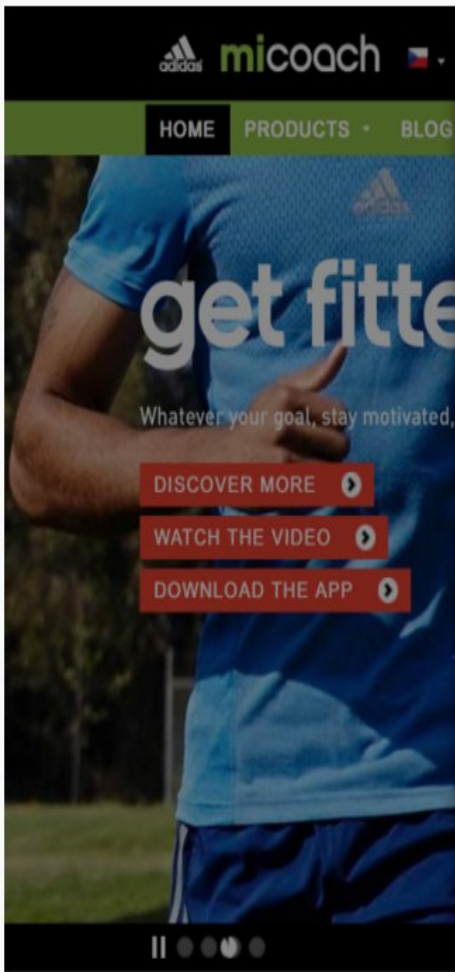 adidas micoach
HOME PRODUCTS BLOG
adidas
get fitte
Whatever your goal, stay motivated,
DISCOVER MORE
WATCH THE VIDEO
DOWNLOAD THE APP